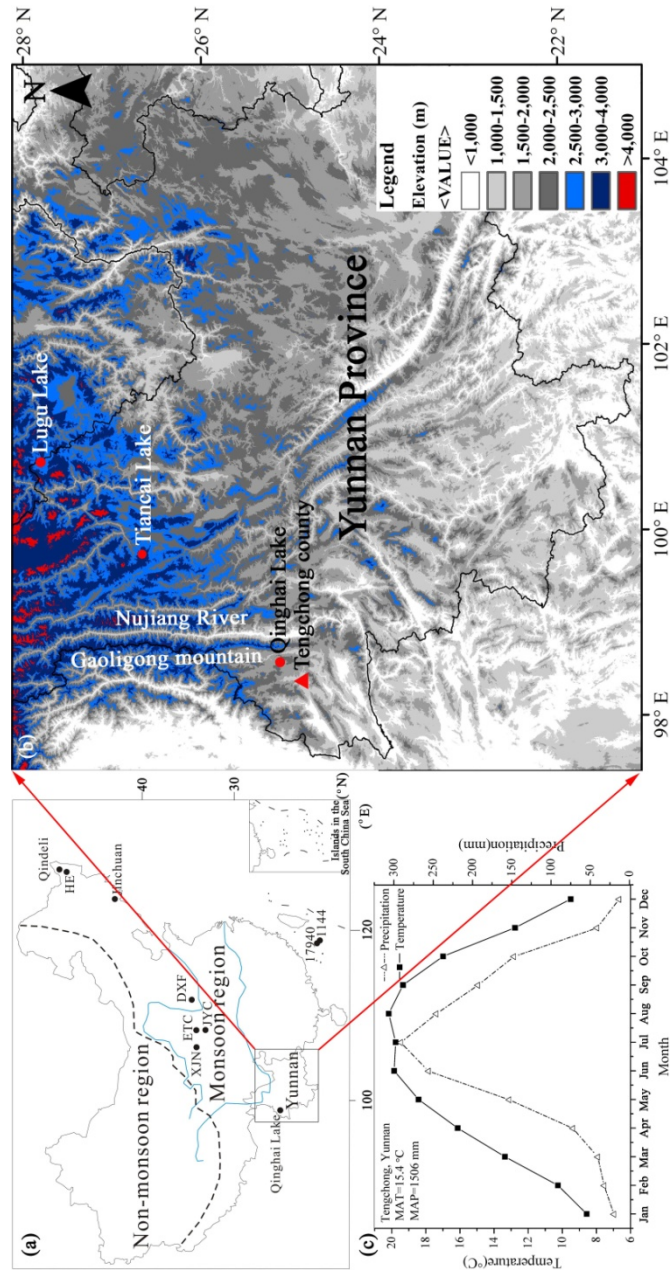 (a)
Non-monsoon region
Monsoon region
Qindeli
HE
Jinchuan
DXF
ETC
XIN
JYC
Yunnan
Qinghai Lake
17940
1144
Islands in the
South China Sea
40
30
(° N)
100
120
(° E)
(b)
N
Lugu Lake
Tiancai Lake
Nujiang River
Gaoligong mountain
Qinghai Lake
Tengchong county
Yunnan Province
28° N
26° N
24° N
22° N
98° E
100° E
102° E
104° E
Legend
Elevation (m)
<VALUE>
<1,000
1,000-1,500
1,500-2,000
2,000-2,500
2,500-3,000
3,000-4,000
>4,000
(c)
Tengchong, Yunnan
MAT=15.4 °C
MAP=1506 mm
Precipitation
Temperature
Temperature(°C)
20
18
16
14
12
10
8
6
Precipitation(mm)
300
250
200
150
100
50
0
Jan Feb Mar Apr May Jun Jul Aug Sep Oct Nov Dec
Month